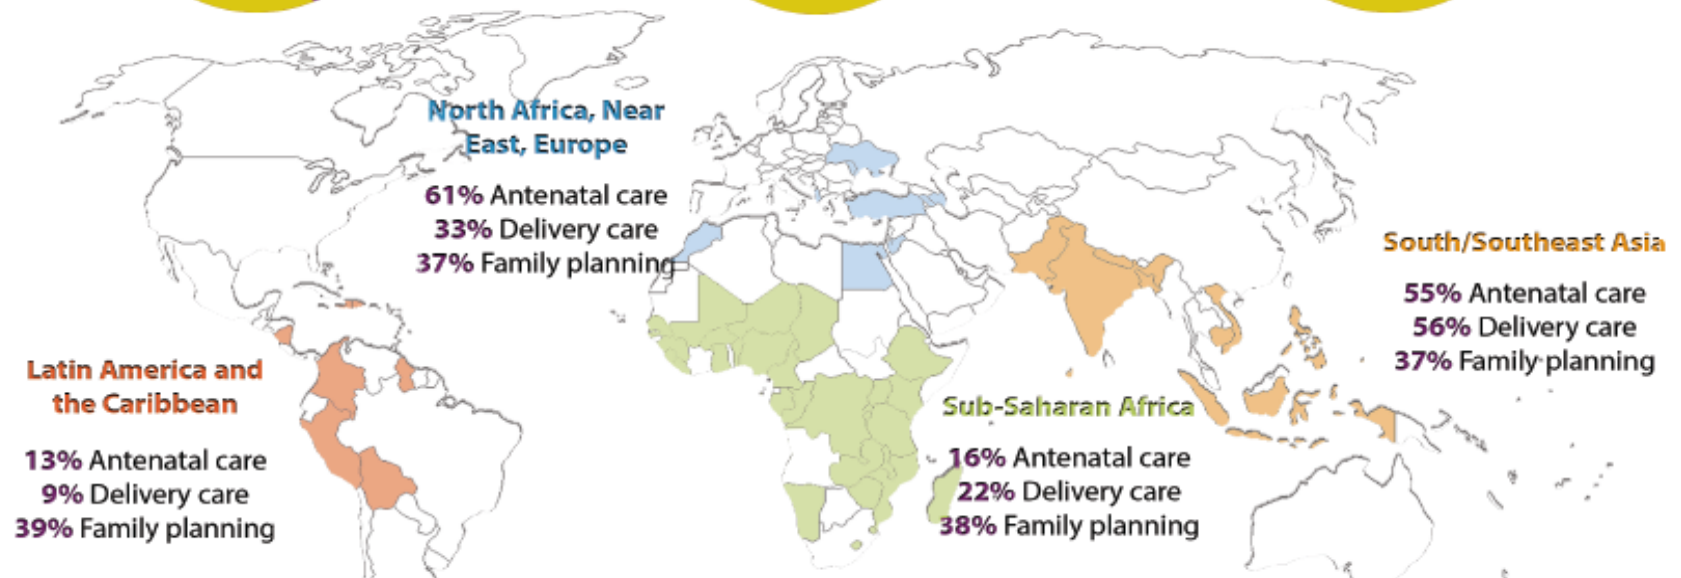 North Africa, Near
East, Europe
61% Antenatal care
33% Delivery care
37% Family planning
South/Southeast Asia
55% Antenatal care
56% Delivery care
37% Family planning
Latin America and
the Caribbean
13% Antenatal care
9% Delivery care
39% Family planning
Sub-Saharan Africa
16% Antenatal care
22% Delivery care
38% Family planning